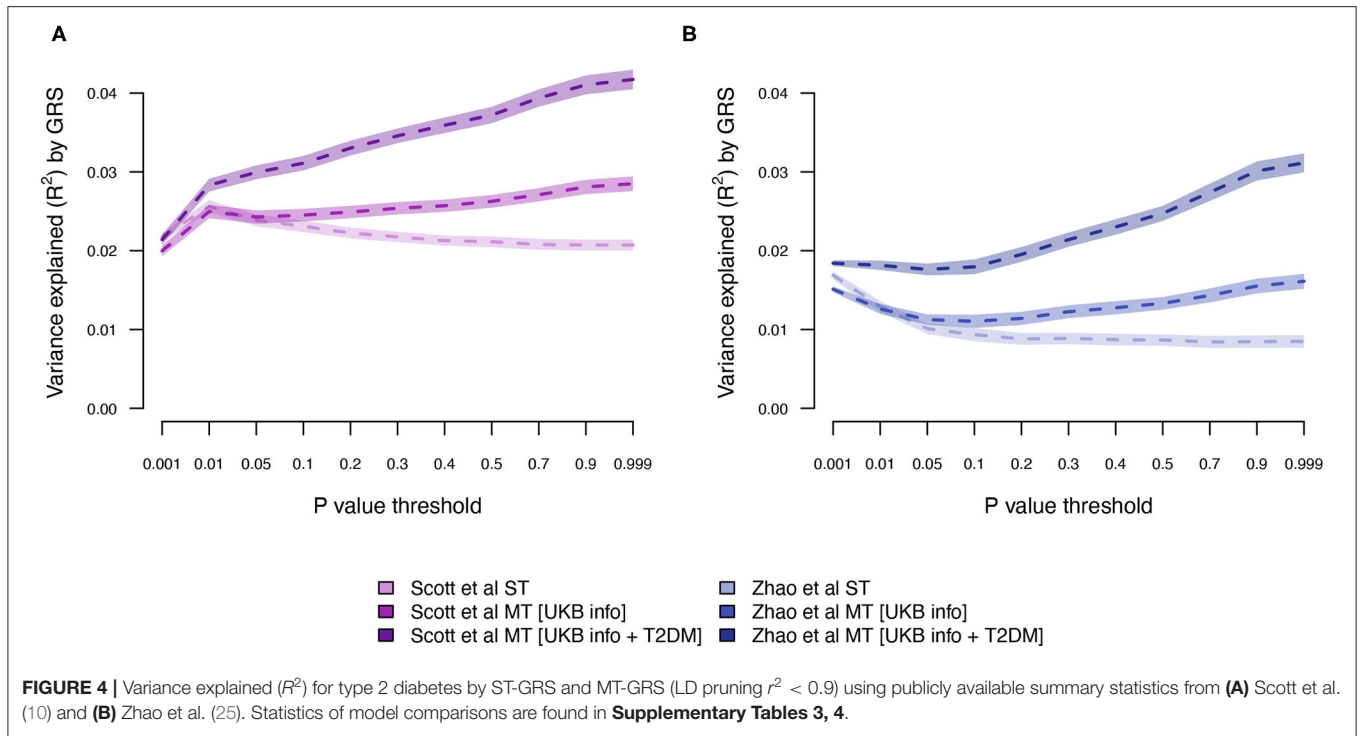 A
Variance explained (R²) by GRS
0.04
0.03
0.02
0.01
0.00
0.001 0.01 0.05 0.1 0.2 0.3 0.4 0.5 0.7 0.9 0.999
P value threshold
B
Variance explained (R²) by GRS
0.04
0.03
0.02
0.01
0.00
0.001 0.01 0.05 0.1 0.2 0.3 0.4 0.5 0.7 0.9 0.999
P value threshold
Scott et al ST
Scott et al MT [UKB info]
Scott et al MT [UKB info + T2DM]
Zhao et al ST
Zhao et al MT [UKB info]
Zhao et al MT [UKB info + T2DM]
FIGURE 4 | Variance explained (R²) for type 2 diabetes by ST-GRS and MT-GRS (LD pruning r² < 0.9) using publicly available summary statistics from (A) Scott et al.
(10) and (B) Zhao et al. (25). Statistics of model comparisons are found in Supplementary Tables 3, 4.